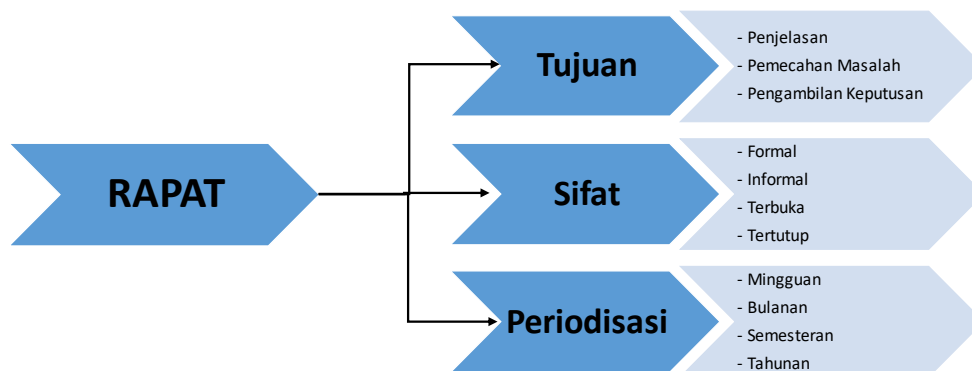 RAPAT
Tujuan
- Penjelasan
- Pemecahan Masalah
- Pengambilan Keputusan
Sifat
- Formal
- Informal
- Terbuka
- Tertutup
Periodisasi
- Mingguan
- Bulanan
- Semesteran
- Tahunan